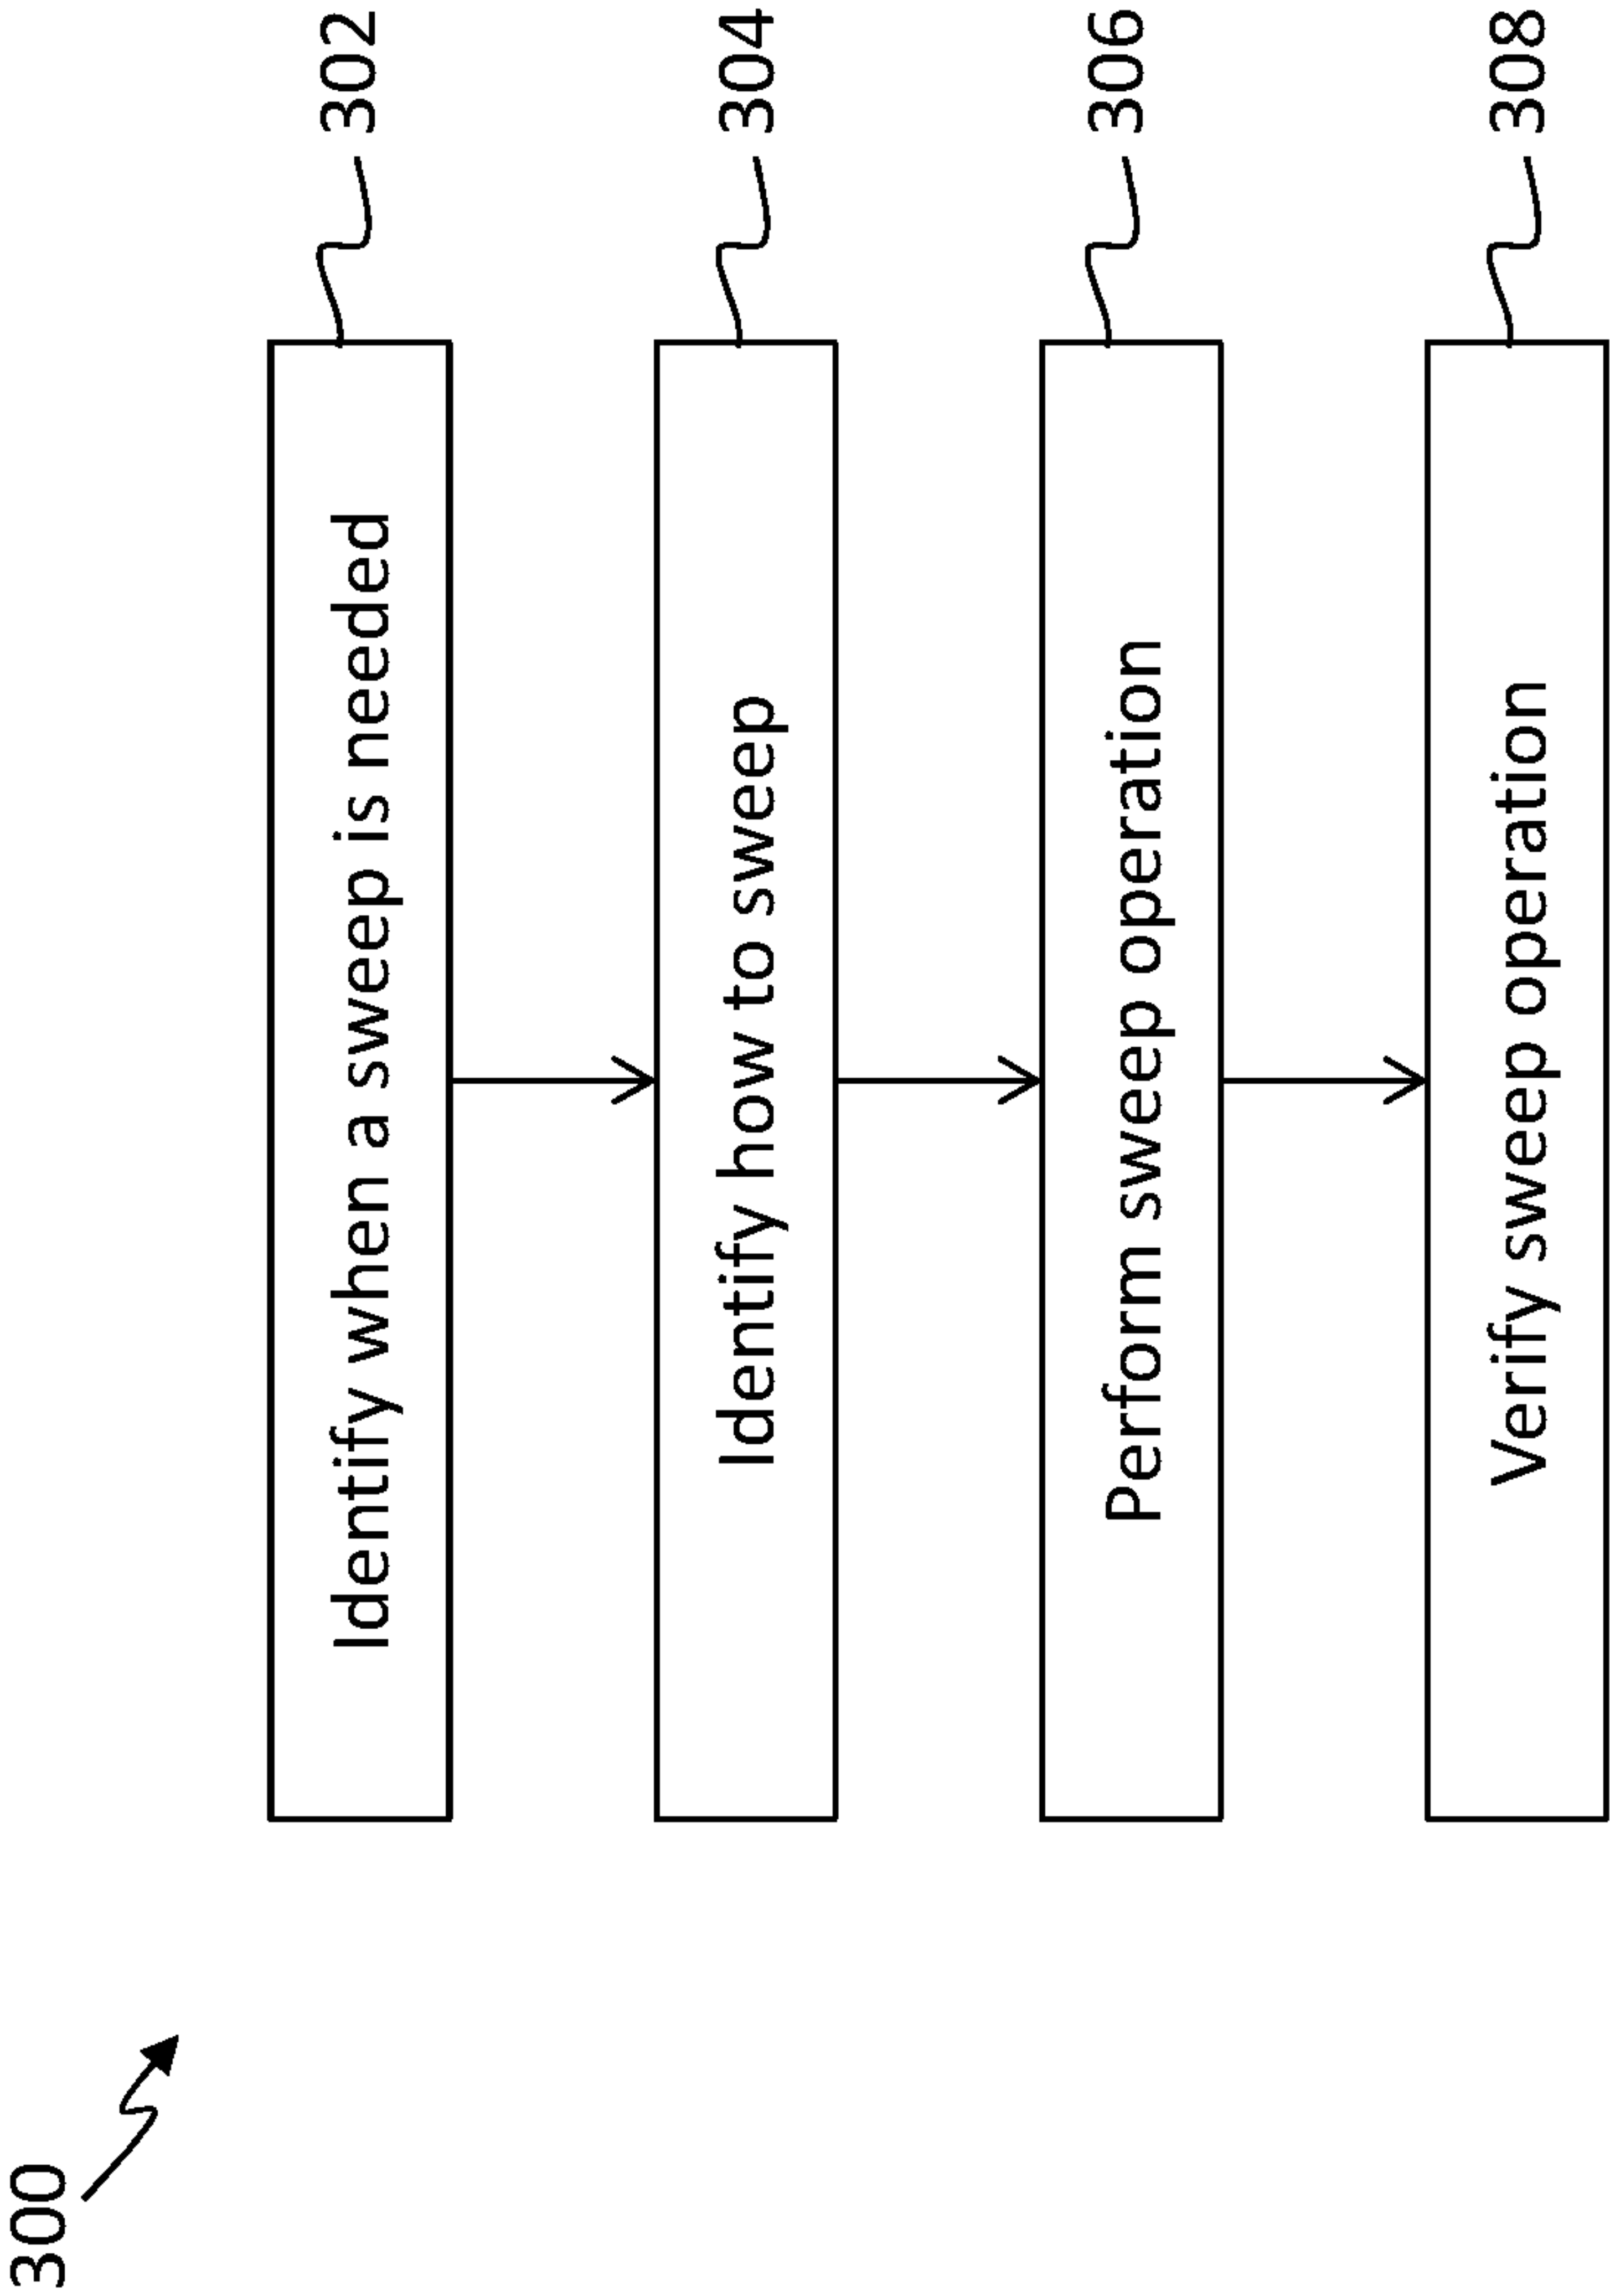 300
Identify when a sweep is needed
302
Identify how to sweep
304
Perform sweep operation
306
Verify sweep operation
308